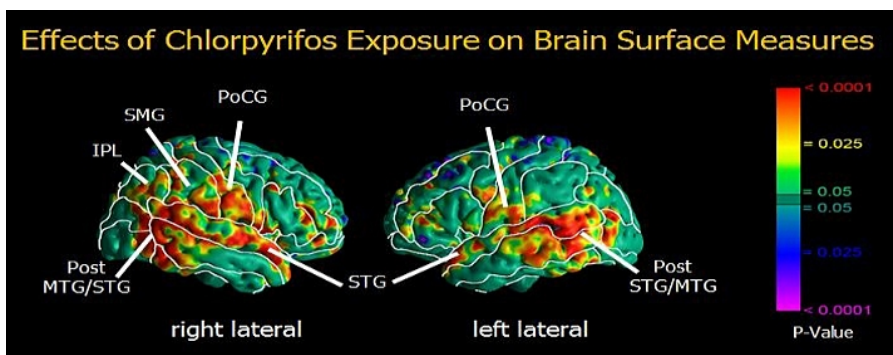 Effects of Chlorpyrifos Exposure on Brain Surface Measures
PoCG
SMG
IPL
Post
MTG/STG
right lateral
STG
PoCG
Post
STG/MTG
left lateral
< 0.0001
= 0.025
= 0.05
= 0.05
= 0.025
< 0.0001
P-Value